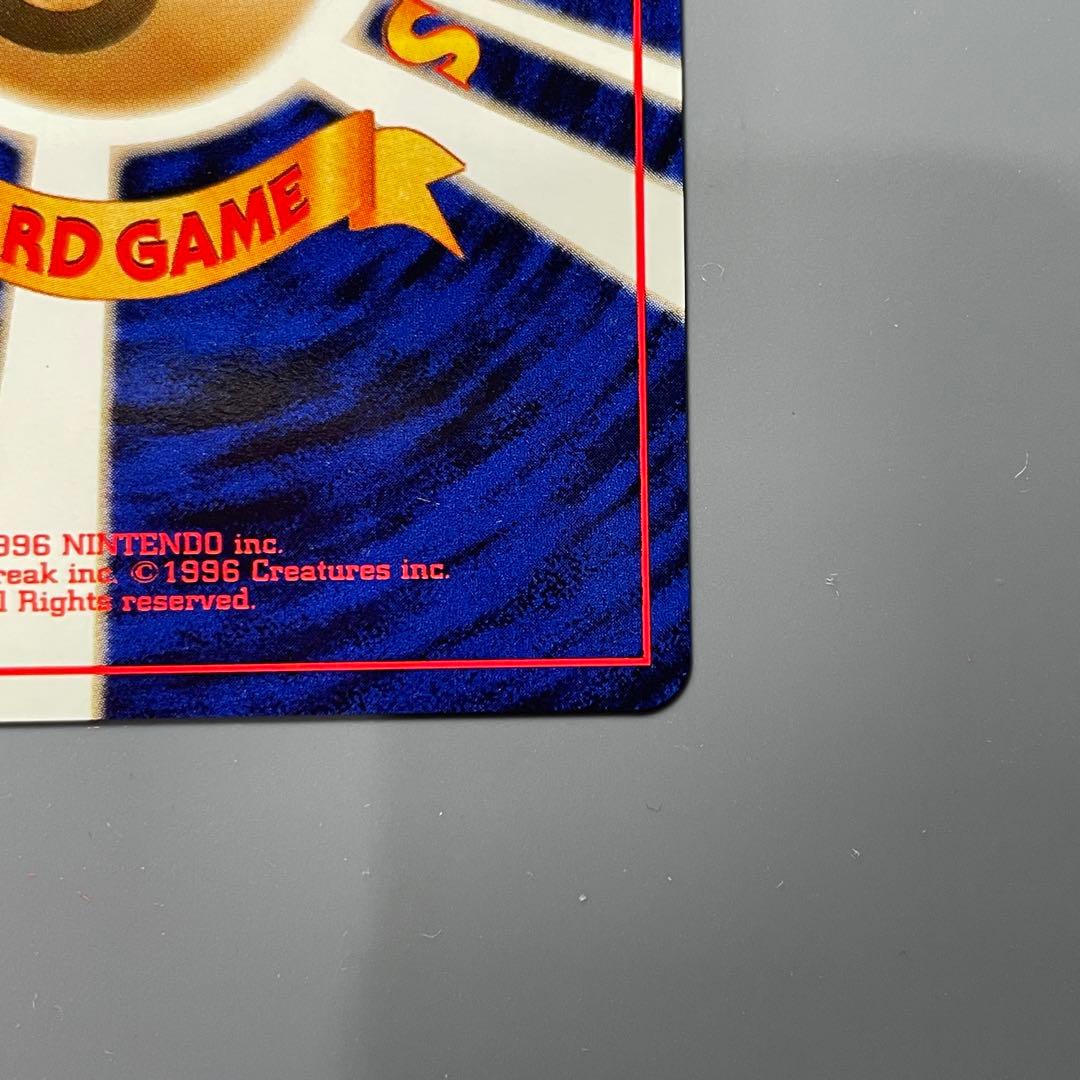 S
RD GAME
996 NINTENDO inc.
reak inc. ©1996 Creatures inc.
l Rights reserved.